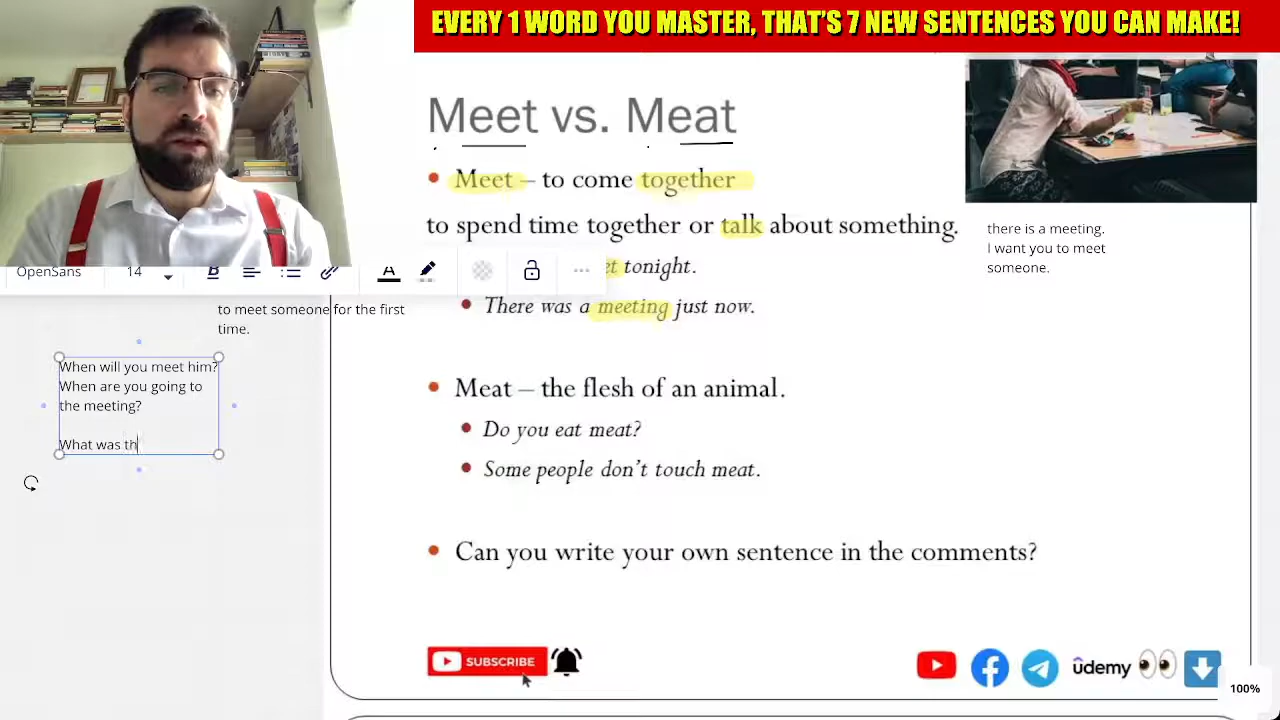 EVERY 1 WORD YOU MASTER, THAT'S 7 NEW SENTENCES YOU CAN MAKE!
Meet vs. Meat
Meet – to come together
to spend time together or talk about something.
et tonight.
There was a meeting just now.
there is a meeting.
I want you to meet
someone.
OpenSans
14
B
A
to meet someone for the first
time.
When will you meet him?
When are you going to
the meeting?
What was th
Meat – the flesh of an animal.
Do you eat meat?
Some people don't touch meat.
Can you write your own sentence in the comments?
SUBSCRIBE
udemy
100%